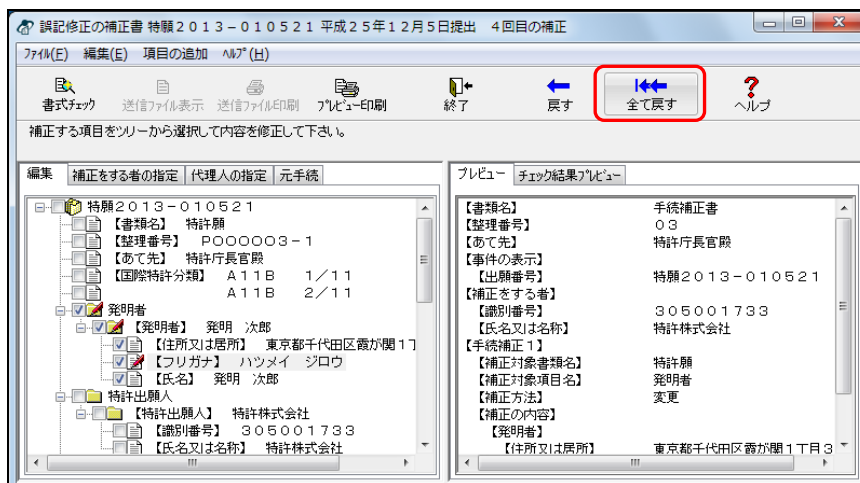 誤記修正の補正書 特願２０１３－０１０５２１ 平成２５年１２月５日提出　４回目の補正
ﾌｧｲﾙ(F)　編集(E)　項目の追加　ﾍﾙﾌﾟ(H)
書式ﾁｪｯｸ　送信ﾌｧｲﾙ表示　送信ﾌｧｲﾙ印刷　ﾌﾟﾚﾋﾞｭｰ印刷　終了　戻す　全て戻す　ヘルプ
補正する項目をツリーから選択して内容を修正して下さい。
編集　補正をする者の指定　代理人の指定　元手続
特願２０１３－０１０５２１
【書類名】　特許願
【整理番号】　Ｐ０００００３－１
【あて先】　特許庁長官殿
【国際特許分類】　Ａ１１Ｂ　　１／１１
Ａ１１Ｂ　　２／１１
発明者
【発明者】　発明　次郎
【住所又は居所】　東京都千代田区霞が関１丁
【フリガナ】　ハツメイ　ジロウ
【氏名】　発明　次郎
特許出願人
【特許出願人】　特許株式会社
【識別番号】　３０５００１７３３
【氏名又は名称】　特許株式会社
プレビュー　ﾁｪｯｸ結果ﾌﾟﾚﾋﾞｭｰ
【書類名】　手続補正書
【整理番号】　０３
【あて先】　特許庁長官殿
【事件の表示】
【出願番号】　特願２０１３－０１０５２１
【補正をする者】
【識別番号】　３０５００１７３３
【氏名又は名称】　特許株式会社
【手続補正１】
【補正対象書類名】　特許願
【補正対象項目名】　発明者
【補正方法】　変更
【補正の内容】
【発明者】
【住所又は居所】　東京都千代田区霞が関１丁目３